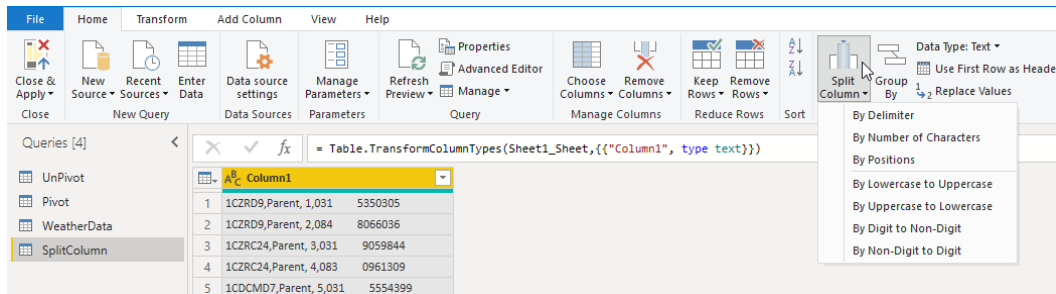 File Home Transform Add Column View Help
Close & Apply
New Source
Recent Sources
Enter Data
Data source settings
Manage Parameters
Refresh Preview
Properties
Advanced Editor
Manage
Choose Columns
Remove Columns
Keep Rows
Remove Rows
Split Column
Group By
Data Type: Text
Use First Row as Heade
1 2 Replace Values
Close New Query Data Sources Parameters Query Manage Columns Reduce Rows Sort
By Delimiter
By Number of Characters
By Positions
By Lowercase to Uppercase
By Uppercase to Lowercase
By Digit to Non-Digit
By Non-Digit to Digit
Queries [4]
UnPivot
Pivot
WeatherData
SplitColumn
fx = Table.TransformColumnTypes(Sheet1_Sheet,{{"Column1", type text}})
ABC Column1
1 1CZRD9,Parent, 1,031 5350305
2 1CZRD9,Parent, 2,084 8066036
3 1CZRC24,Parent, 3,031 9059844
4 1CZRC24,Parent, 4,083 0961309
5 1CDCMD7,Parent, 5,031 5554399